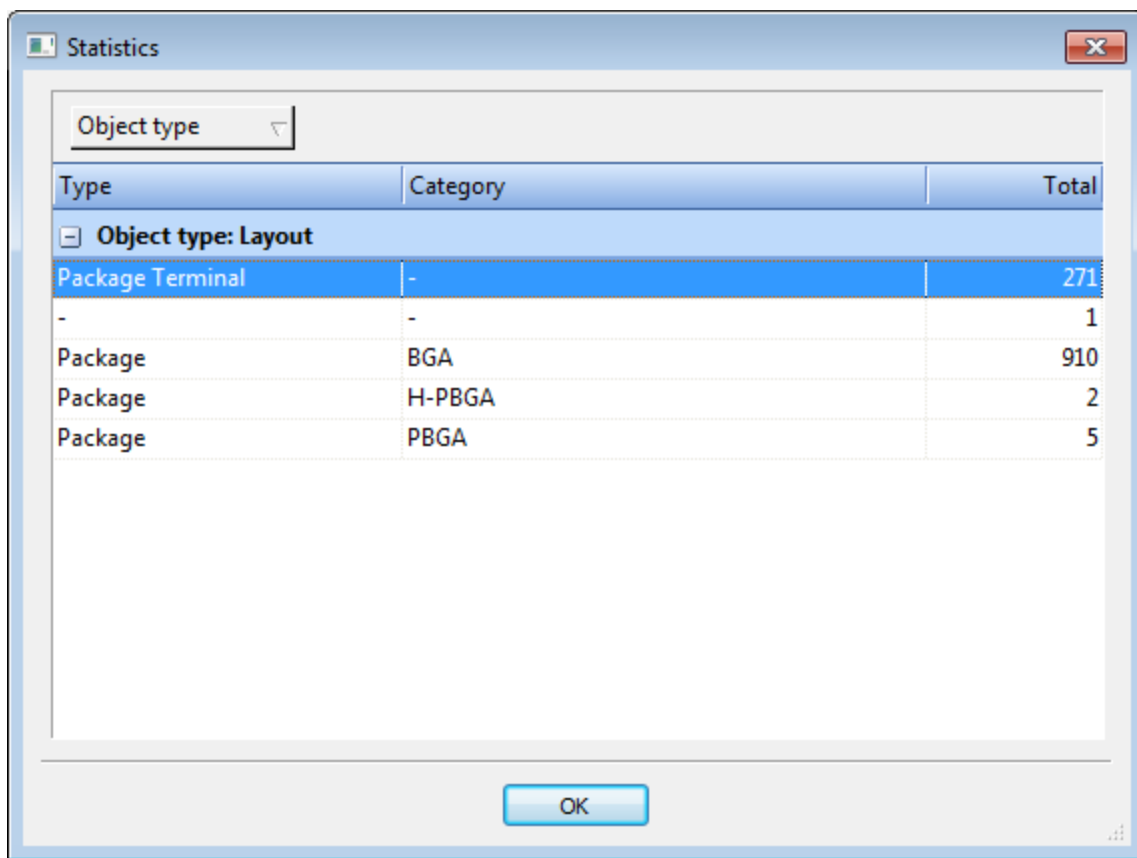 Statistics
Object type
Type Category Total
Object type: Layout
Package Terminal - 271
- - 1
Package BGA 910
Package H-PBGA 2
Package PBGA 5
OK